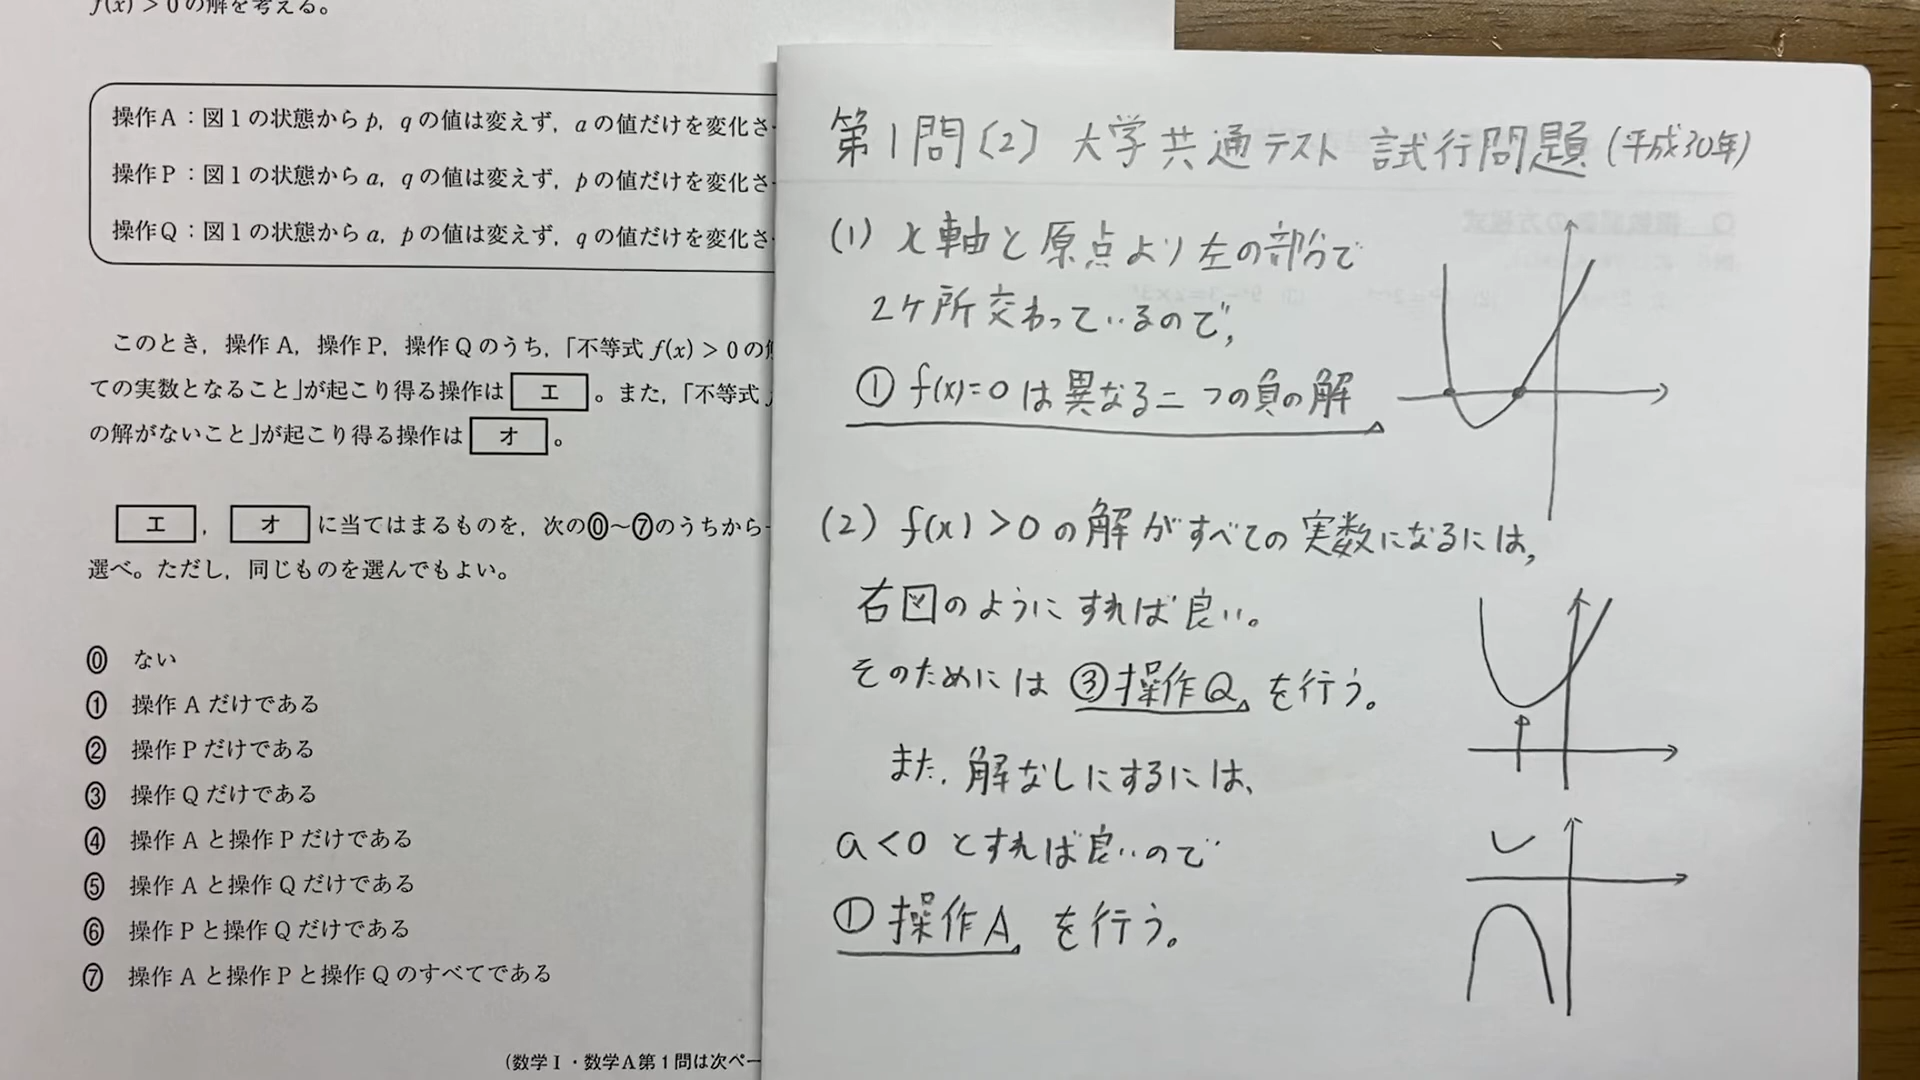 f(x) > 0 の解を考える。
操作A：図1の状態から p, q の値は変えず, a の値だけを変化さ
操作P：図1の状態から a, q の値は変えず, p の値だけを変化さ
操作Q：図1の状態から a, p の値は変えず, q の値だけを変化さ
このとき, 操作A, 操作P, 操作Qのうち,「不等式 f(x) > 0 の
ての実数となること」が起こり得る操作は エ 。また,「不等式
の解がないこと」が起こり得る操作は オ 。
エ , オ に当てはまるものを, 次の⓪～⑦のうちから
選べ。ただし, 同じものを選んでもよい。
⓪ ない
① 操作Aだけである
② 操作Pだけである
③ 操作Qだけである
④ 操作Aと操作Pだけである
⑤ 操作Aと操作Qだけである
⑥ 操作Pと操作Qだけである
⑦ 操作Aと操作Pと操作Qのすべてである
(数学Ⅰ・数学A第1問は次ペー
第1問〔2〕 大学共通テスト 試行問題 (平成30年)
(1) x軸と原点より左の部分で
2ヶ所交わっているので,
① f(x)=0 は異なる二つの負の解
(2) f(x) >0 の解がすべての実数になるには,
右図のようにすれば良い。
そのためには ③操作Q を行う。
また, 解なしにするには、
a<0 とすれば良いので
① 操作A を行う。